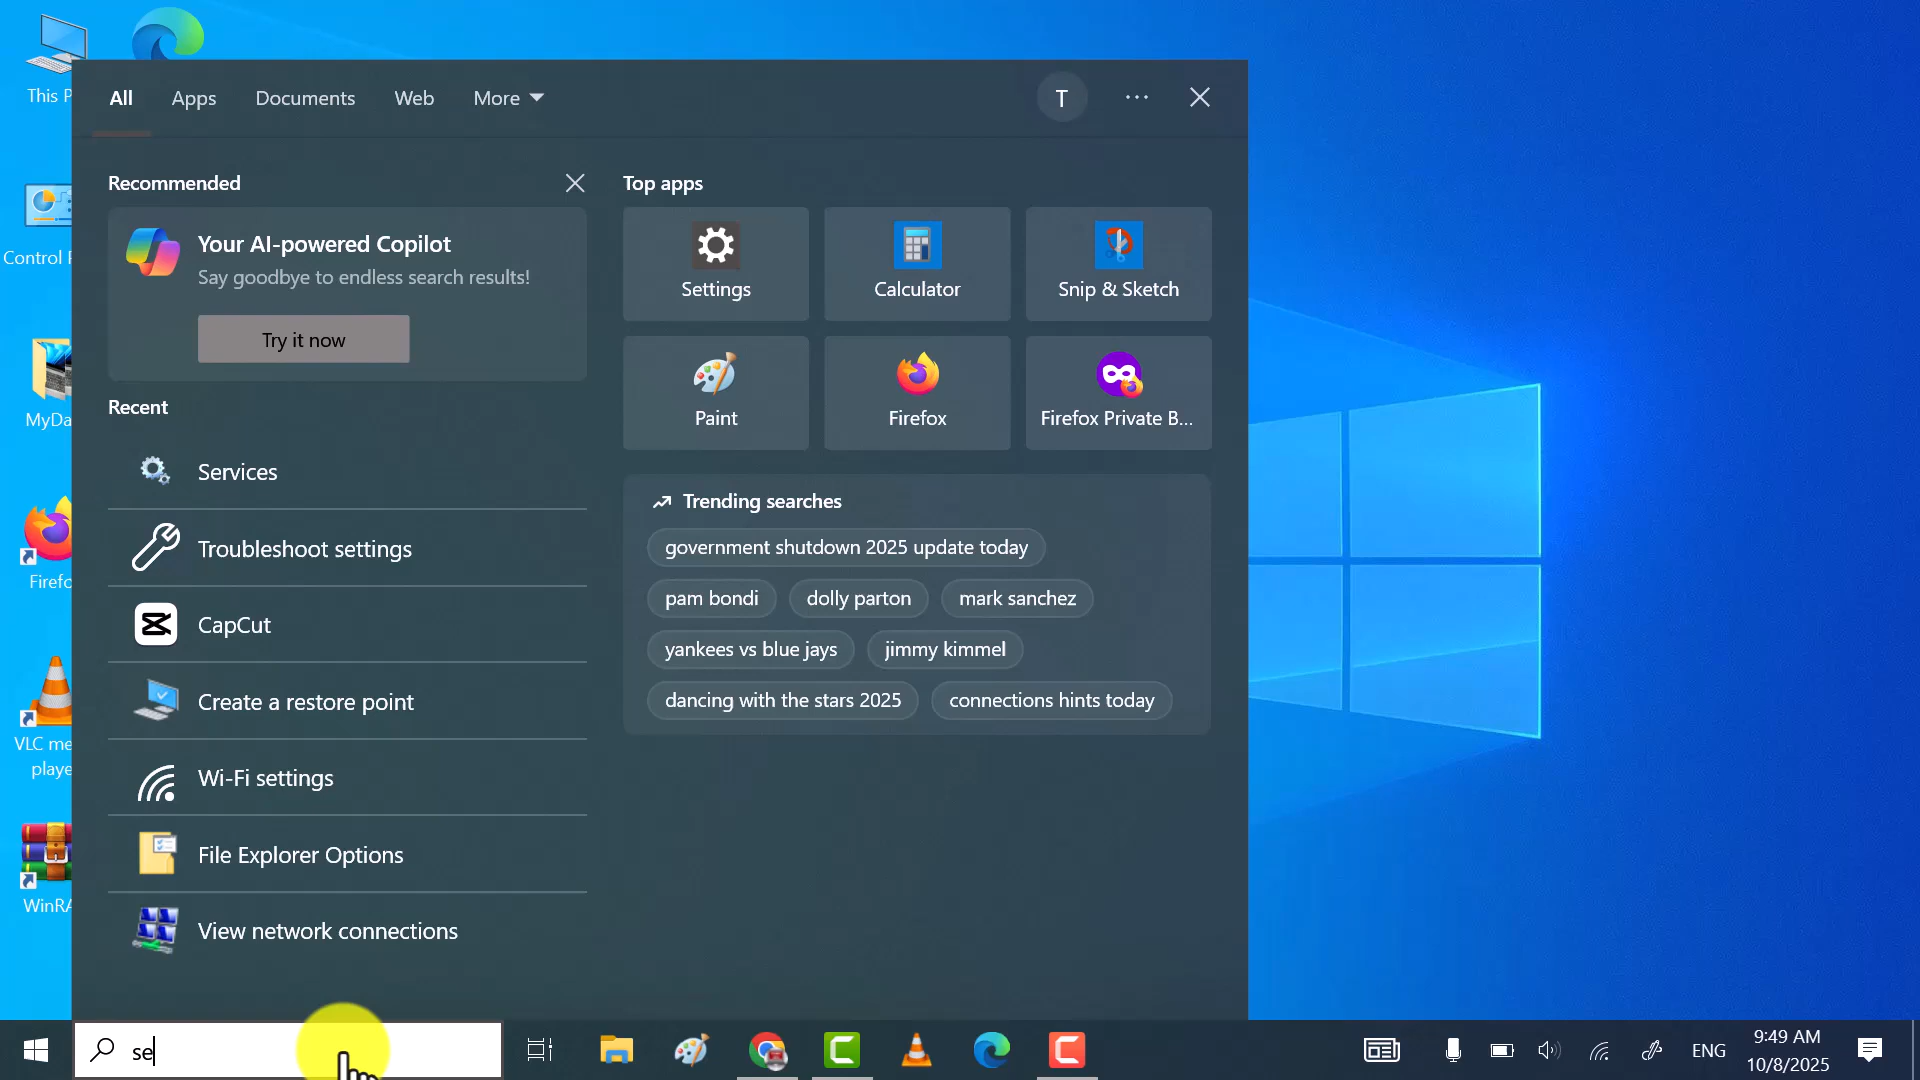 This P
Control P
MyDa
Firefo
VLC me
playe
WinRA
All Apps Documents Web More
T
Recommended
Your AI-powered Copilot
Say goodbye to endless search results!
Try it now
Recent
Services
Troubleshoot settings
CapCut
Create a restore point
Wi-Fi settings
File Explorer Options
View network connections
Top apps
Settings
Calculator
Snip & Sketch
Paint
Firefox
Firefox Private B...
Trending searches
government shutdown 2025 update today
pam bondi
dolly parton
mark sanchez
yankees vs blue jays
jimmy kimmel
dancing with the stars 2025
connections hints today
se
ENG
9:49 AM
10/8/2025